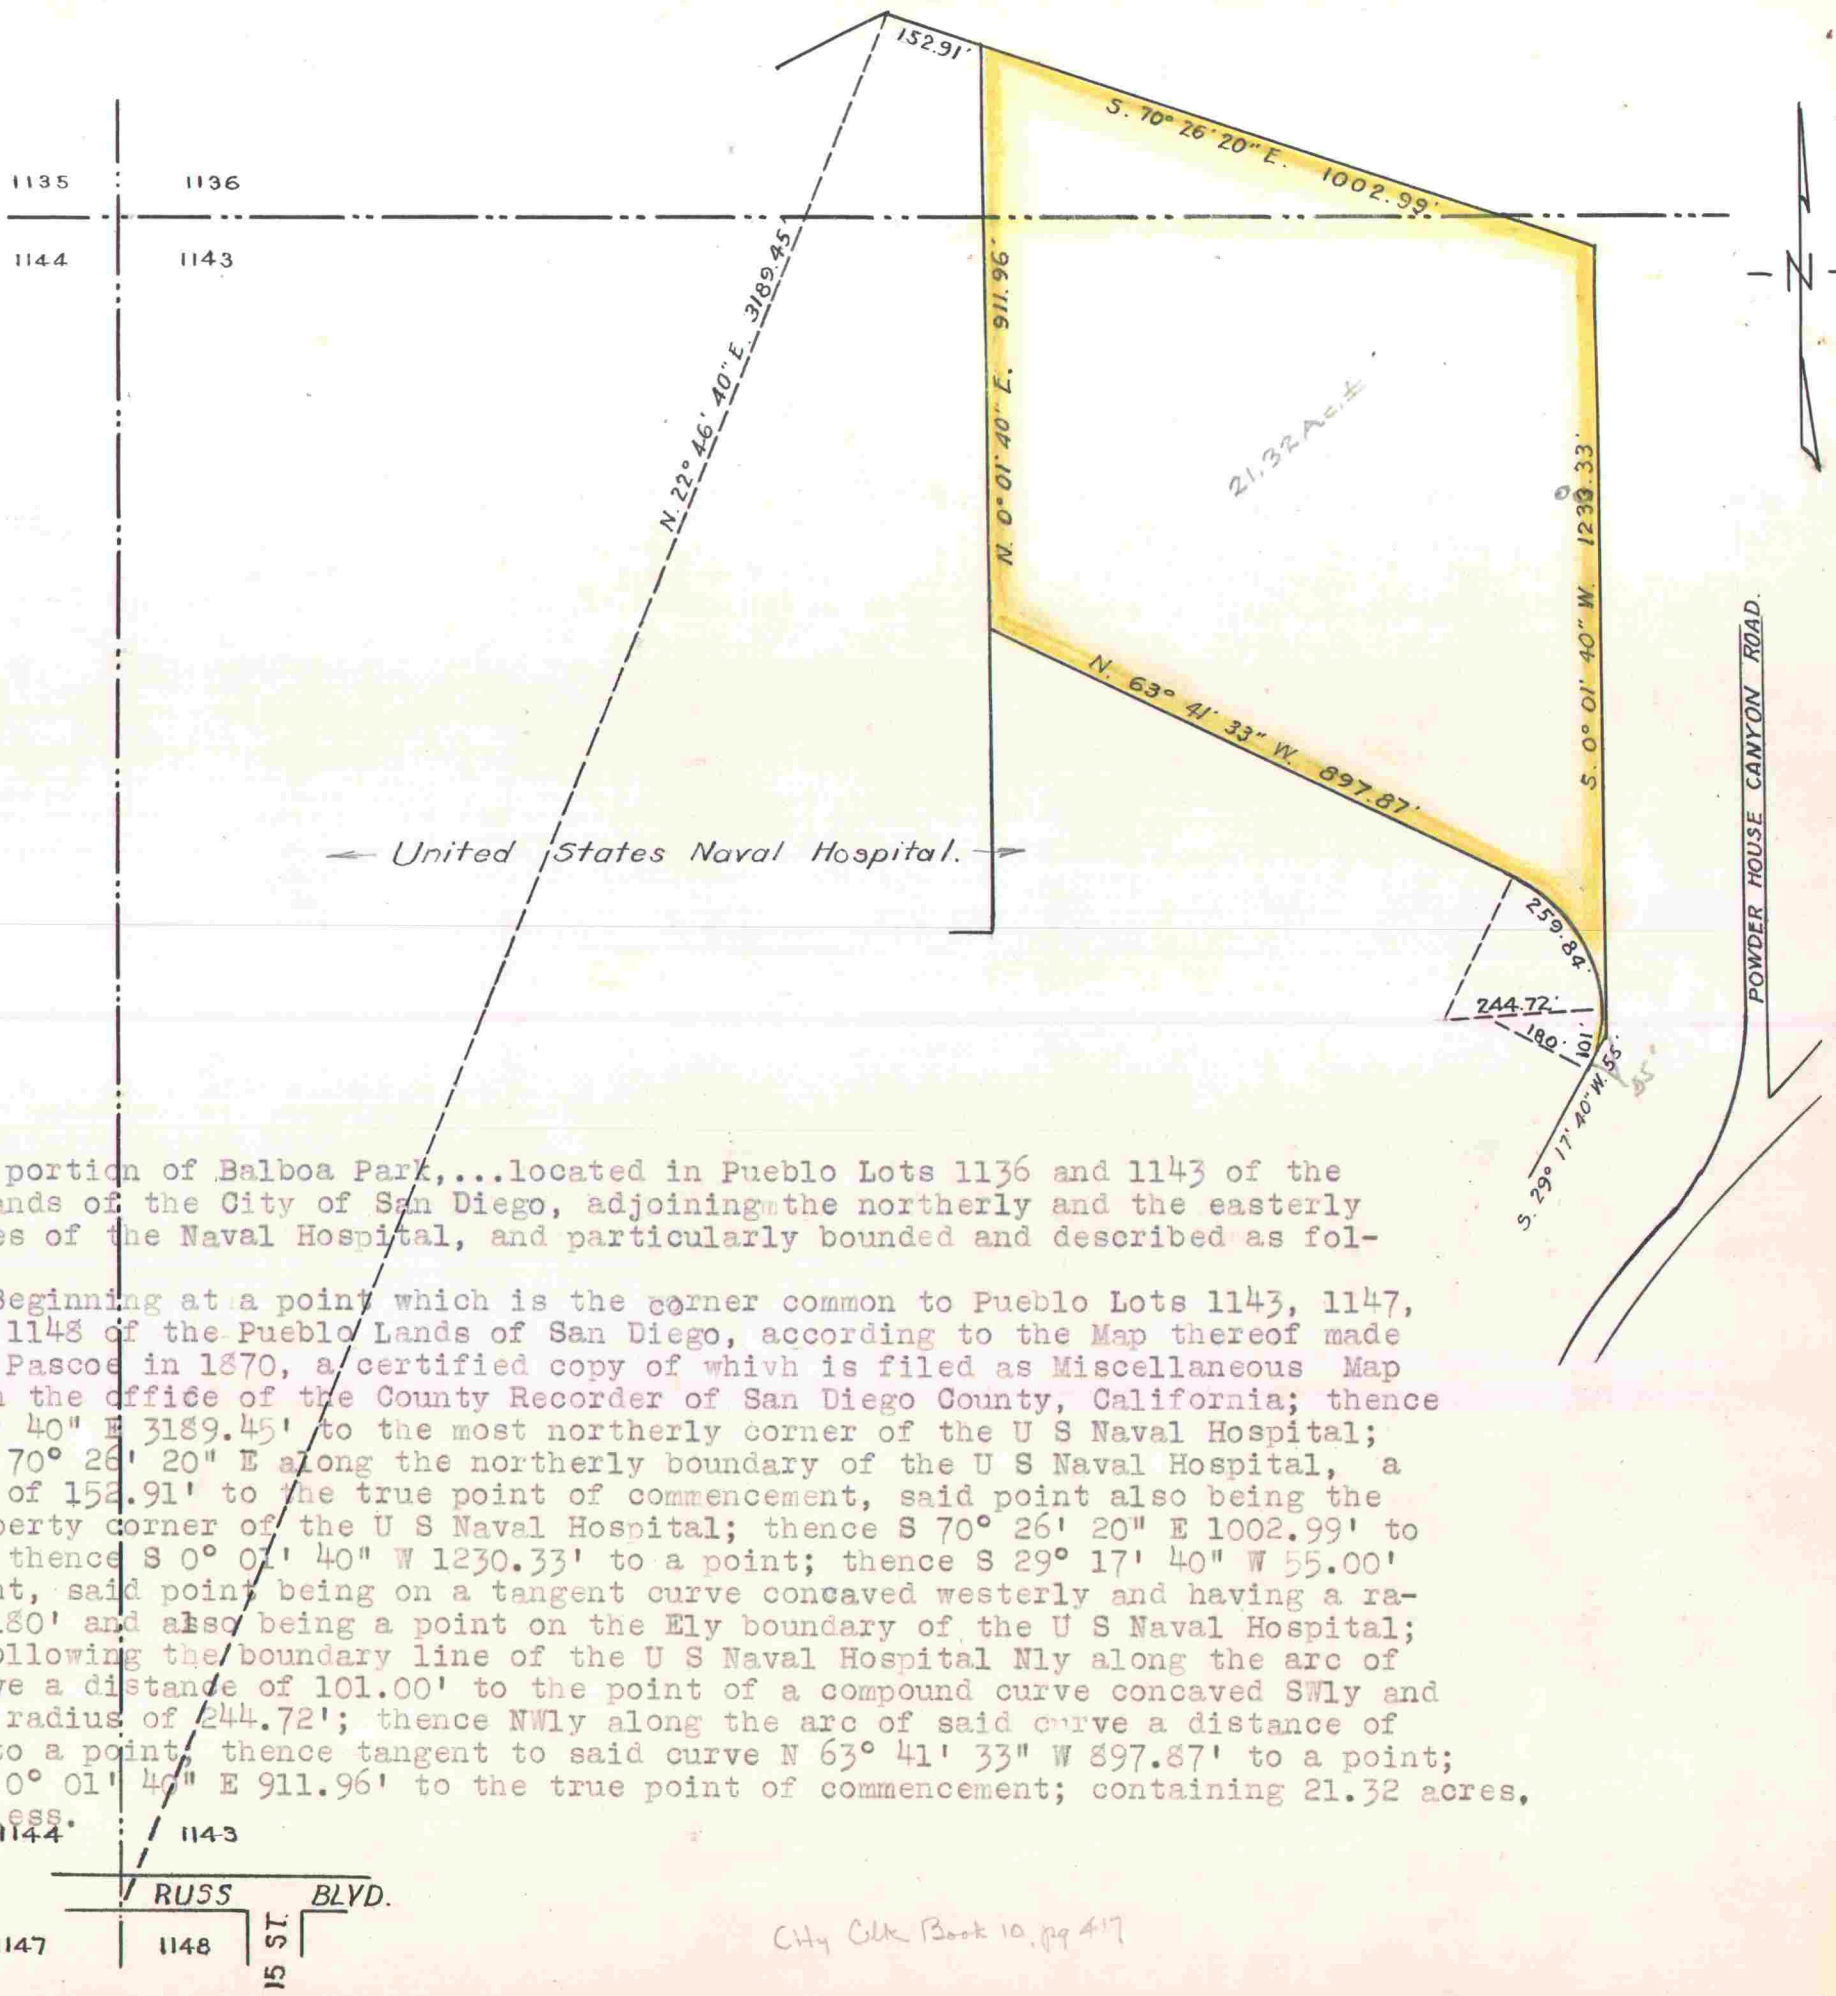 152.91'
S. 70° 26' 20" E. 1002.99'
1135
1136
1144
1143
N. 22° 46' 40" E. 3189.45'
N. 0° 01' 40" E. 911.96'
21.32 Ac.±
S. 0° 01' 40" W. 1230.33'
N
N. 63° 41' 33" W. 897.87'
United States Naval Hospital.
POWDER HOUSE CANYON ROAD.
259.84'
244.72'
180'
101'
S. 29° 17' 40" W. 55'
55'
portion of Balboa Park,...located in Pueblo Lots 1136 and 1143 of the
ands of the City of San Diego, adjoining the northerly and the easterly
es of the Naval Hospital, and particularly bounded and described as fol-
Beginning at a point which is the corner common to Pueblo Lots 1143, 1147,
1148 of the Pueblo Lands of San Diego, according to the Map thereof made
Pascoe in 1870, a certified copy of whivh is filed as Miscellaneous Map
n the office of the County Recorder of San Diego County, California; thence
40" E 3189.45' to the most northerly corner of the U S Naval Hospital;
70° 26' 20" E along the northerly boundary of the U S Naval Hospital, a
of 152.91' to the true point of commencement, said point also being the
perty corner of the U S Naval Hospital; thence S 70° 26' 20" E 1002.99' to
thence S 0° 01' 40" W 1230.33' to a point; thence S 29° 17' 40" W 55.00'
nt, said point being on a tangent curve concaved westerly and having a ra-
180' and also being a point on the Ely boundary of the U S Naval Hospital;
ollowing the boundary line of the U S Naval Hospital Nly along the arc of
ve a distance of 101.00' to the point of a compound curve concaved SWly and
radius of 244.72'; thence NWly along the arc of said curve a distance of
to a point; thence tangent to said curve N 63° 41' 33" W 897.87' to a point;
0° 01' 40" E 911.96' to the true point of commencement; containing 21.32 acres,
ess.
1144
1143
RUSS BLVD.
147
1148
15 ST.
City Clk Book 10, pg 417